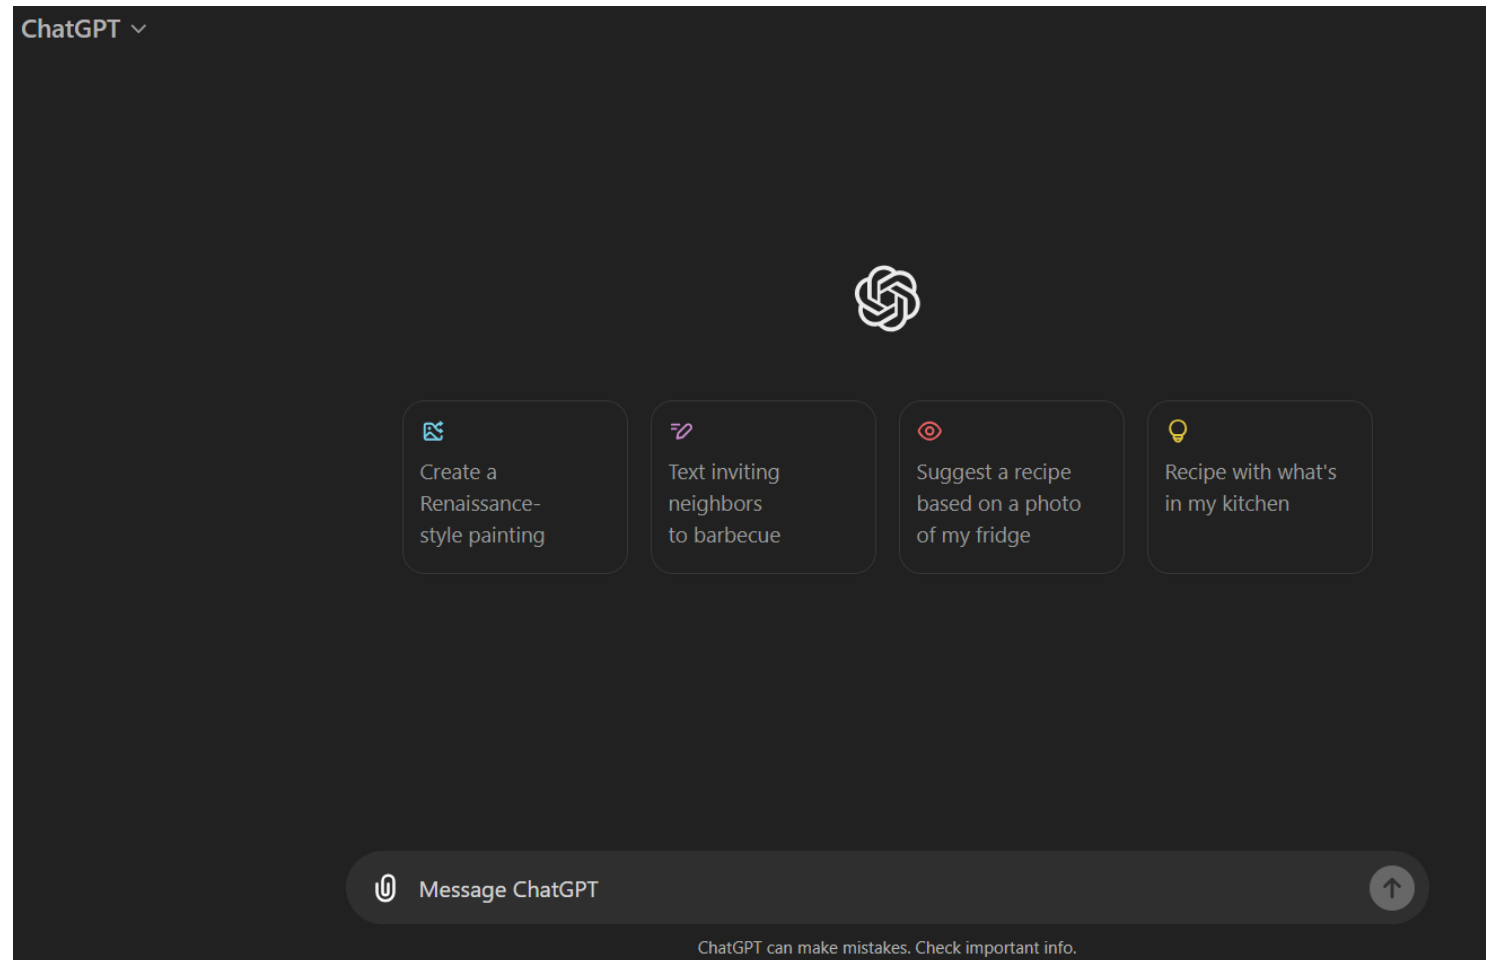 ChatGPT
Create a
Renaissance-
style painting
Text inviting
neighbors
to barbecue
Suggest a recipe
based on a photo
of my fridge
Recipe with what's
in my kitchen
Message ChatGPT
ChatGPT can make mistakes. Check important info.